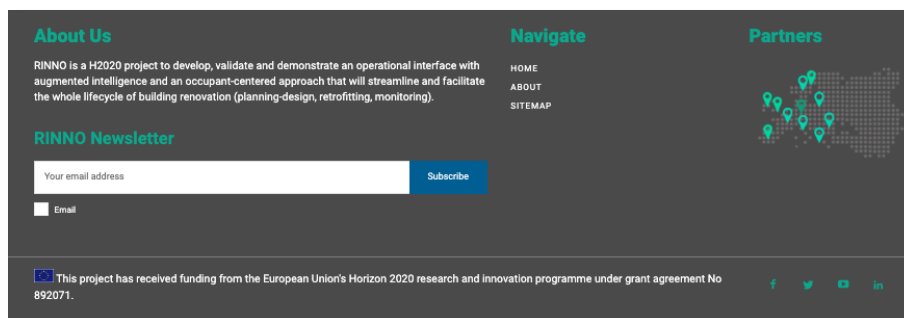 About Us
RINNO is a H2020 project to develop, validate and demonstrate an operational interface with
augmented intelligence and an occupant-centered approach that will streamline and facilitate
the whole lifecycle of building renovation (planning-design, retrofitting, monitoring).
RINNO Newsletter
Your email address
Subscribe
Email
Navigate
HOME
ABOUT
SITEMAP
Partners
This project has received funding from the European Union's Horizon 2020 research and innovation programme under grant agreement No
892071.